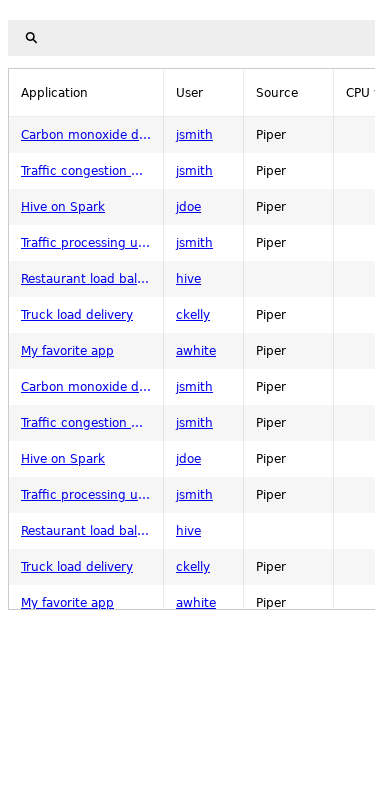 Application User Source CPU
Carbon monoxide d... jsmith Piper
Traffic congestion ... jsmith Piper
Hive on Spark jdoe Piper
Traffic processing u... jsmith Piper
Restaurant load bal... hive
Truck load delivery ckelly Piper
My favorite app awhite Piper
Carbon monoxide d... jsmith Piper
Traffic congestion ... jsmith Piper
Hive on Spark jdoe Piper
Traffic processing u... jsmith Piper
Restaurant load bal... hive
Truck load delivery ckelly Piper
My favorite app awhite Piper